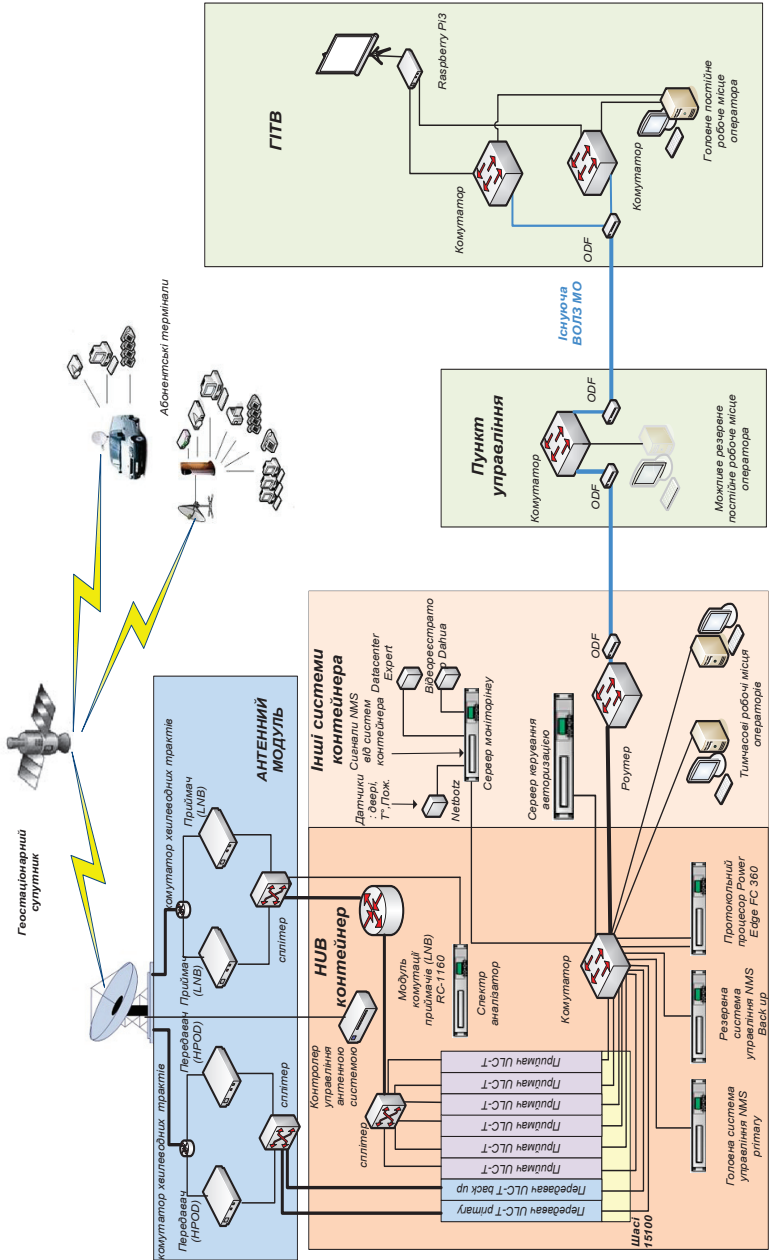 Геостаціонарний
супутник
Абонентські термінали
комутатор хвилеводних трактів
Передавач
(HPOD)
Передавач
(HPOD)
сплітер
комутатор хвилеводних трактів
Приймач
(LNB)
Приймач
(LNB)
сплітер
АНТЕННИЙ
МОДУЛЬ
HUB
контейнер
Контролер
управління
антенною
системою
сплітер
Модуль
комутації
приймачів (LNB)
RC-1160
Спектр
аналізатор
Передавач ULC-T primary
Передавач ULC-T back up
Приймач ULC-T
Приймач ULC-T
Приймач ULC-T
Приймач ULC-T
Приймач ULC-T
Приймач ULC-T
Шасі
15100
Комутатор
Головна система
управління NMS
primary
Резервна
система
управління NMS
Back up
Протокольний
процесор Power
Edge FC 360
Інші системи
контейнера
Датчики
: двері,
Т°,Пож.
Сигнали NMS
від систем
контейнера
Datacenter
Expert
Відеореєстрато
р Dahua
Netbotz
Сервер моніторінгу
Сервер керування
авторизацією
Роутер
ODF
Тимчасові робочі місця
операторів
Пункт
управління
Комутатор
ODF
ODF
Можливе резервне
постійне робоче місце
оператора
Існуюча
ВОЛЗ МО
ГІТВ
Raspberry Pi3
Комутатор
Комутатор
ODF
Головне постійне
робоче місце
оператора